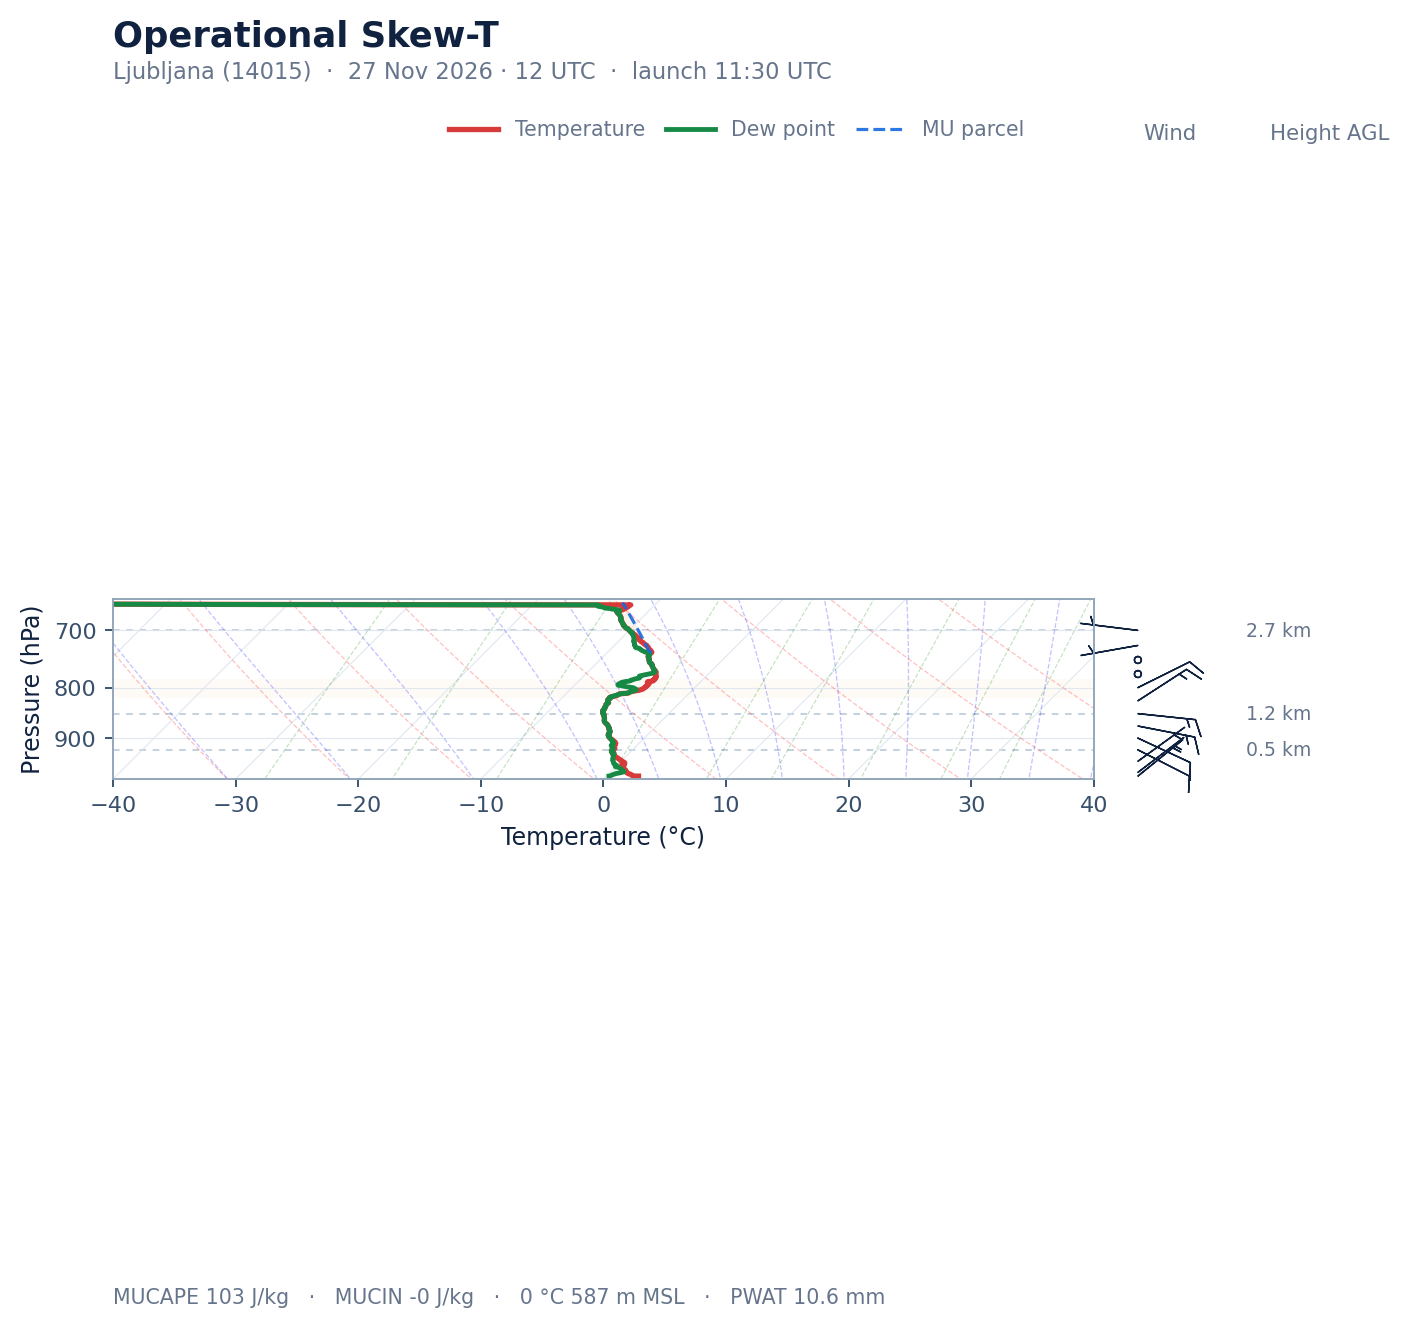 Operational Skew-T
Ljubljana (14015) · 27 Nov 2026 · 12 UTC · launch 11:30 UTC
Temperature Dew point MU parcel Wind Height AGL
Pressure (hPa)
700 2.7 km
800
1.2 km
900
0.5 km
−40 −30 −20 −10 0 10 20 30 40
Temperature (°C)
MUCAPE 103 J/kg · MUCIN -0 J/kg · 0 °C 587 m MSL · PWAT 10.6 mm